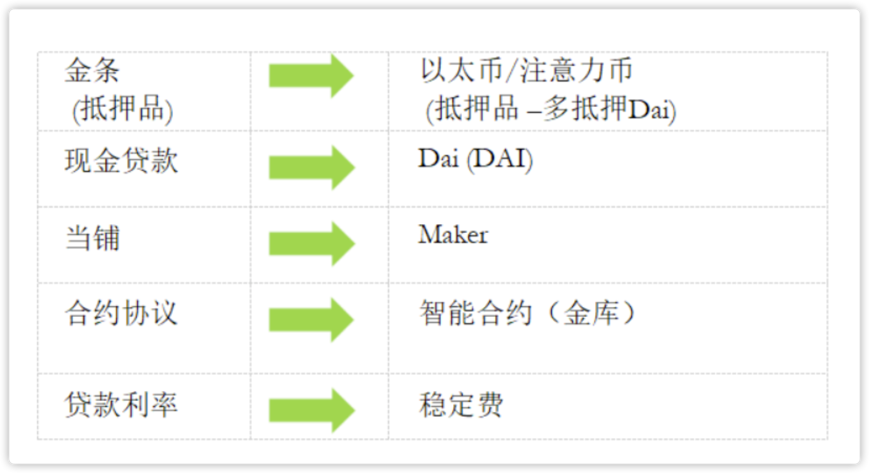 金条
以太币/注意力币
(抵押品)
(抵押品 –多抵押Dai)
现金贷款
Dai (DAI)
当铺
Maker
合约协议
智能合约（金库）
贷款利率
稳定费